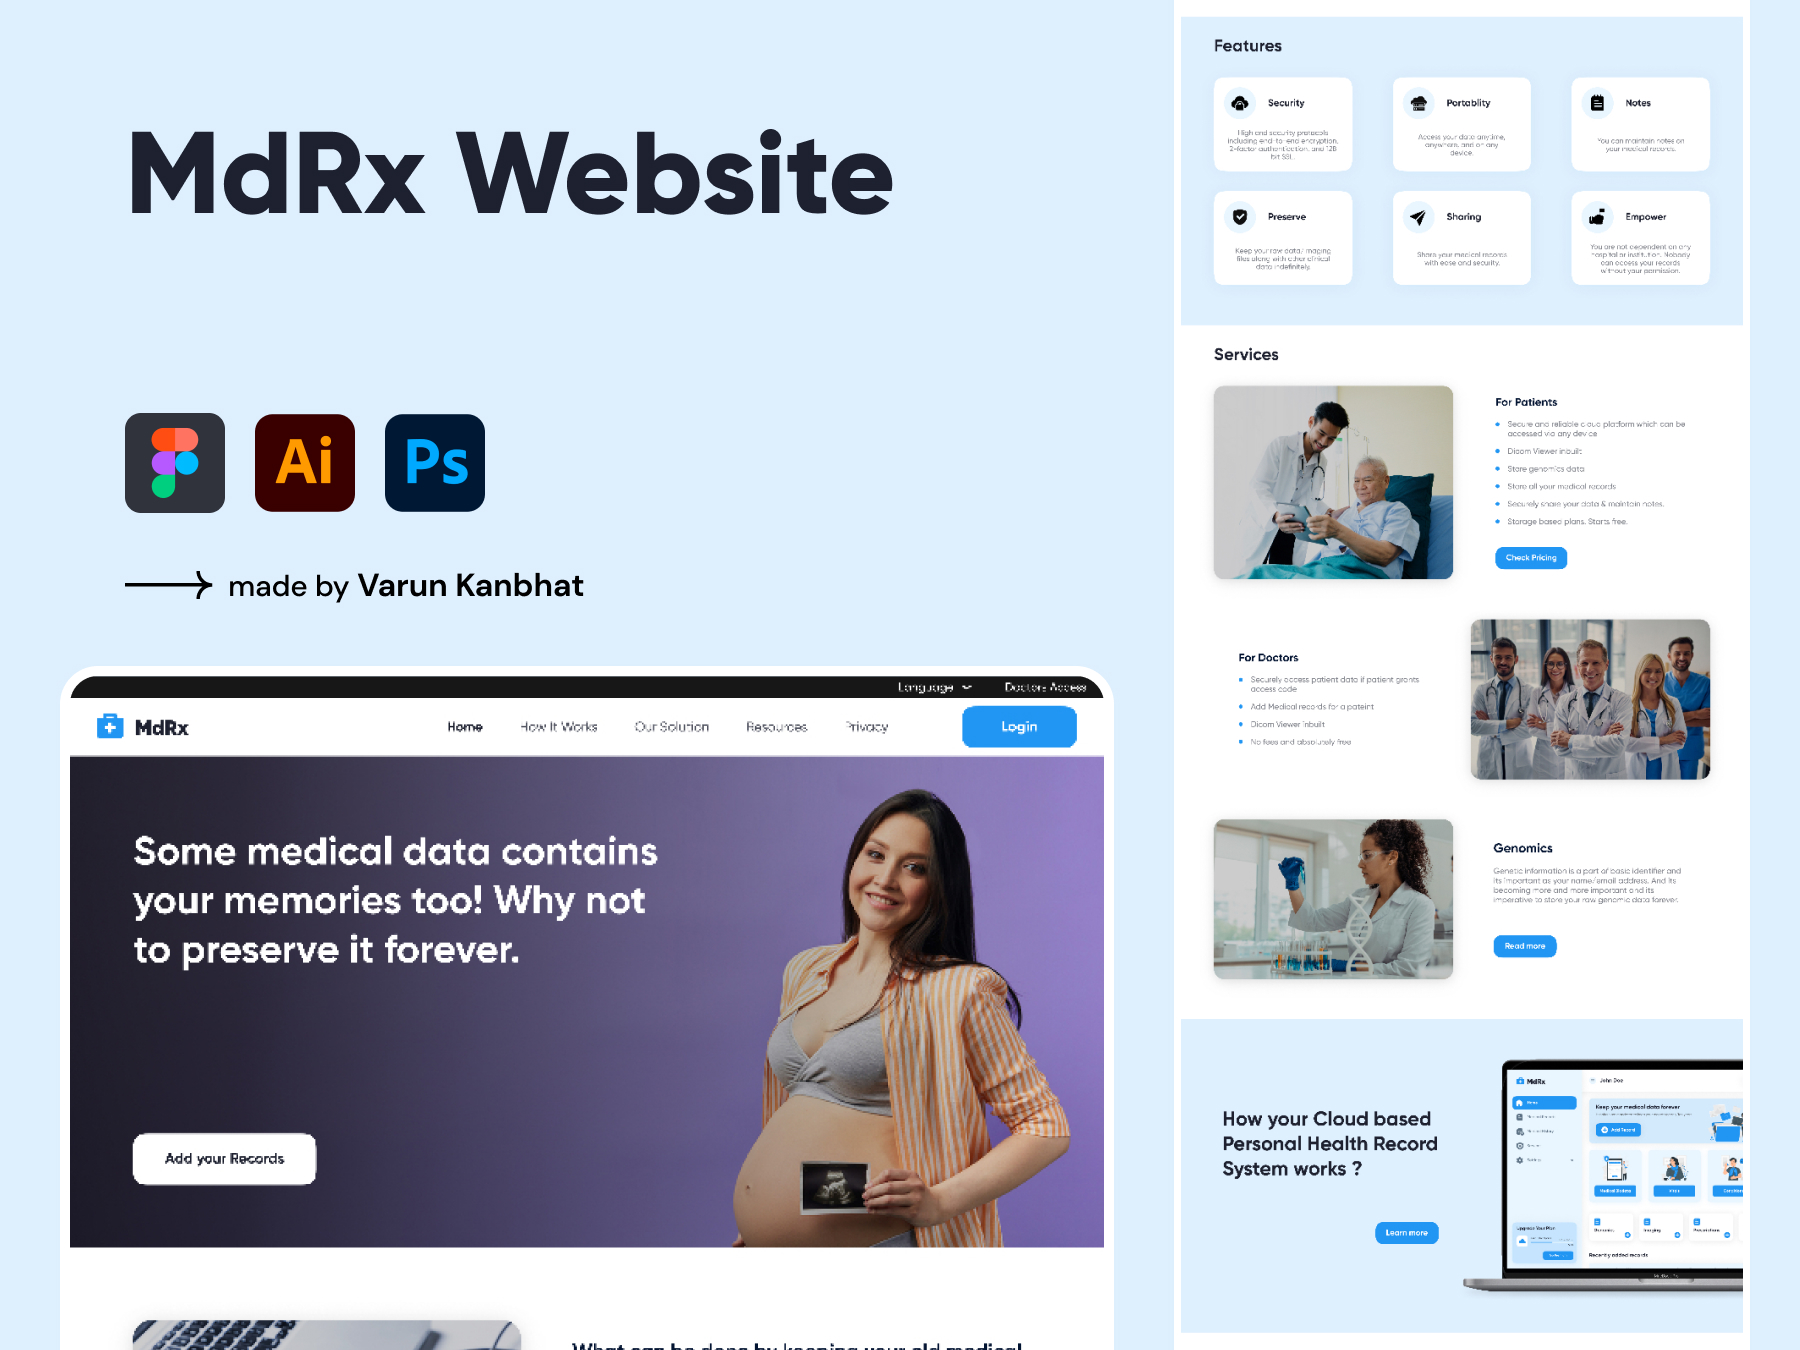 MdRx Website
Ai
Ps
made by Varun Kanbhat
Language
Doctors Access
MdRx
Home
How It Works
Our Solution
Resources
Privacy
Login
Some medical data contains
your memories too! Why not
to preserve it forever.
Add your Records
What can be done by keeping your old medical
Features
Security
High end security protocols
including end-to-end encryption,
2-factor authentication, and 128
bit SSL.
Portablity
Access your data anytime,
anywhere, and on any
device.
Notes
You can maintain notes on
your medical records.
Preserve
Keep your raw data/imaging
files along with other clinical
data indefinitely.
Sharing
Share your medical records
with ease and security.
Empower
You are not dependent on any
hospital or institution. Nobody
can access your records
without your permission.
Services
For Patients
Secure and reliable cloud platform which can be
accessed via any device
Dicom Viewer inbuilt
Store genomics data
Store all your medical records
Securely share your data & maintain notes.
Storage based plans. Starts free.
Check Pricing
For Doctors
Securely access patient data if patient grants
access code
Add Medical records for a pateint
Dicom Viewer inbuilt
No fees and absolutely free
Genomics
Genetic information is a part of basic identifier and
its important as your name/email address. And its
becoming more and more important and its
imperative to store your raw genomic data forever.
Read more
How your Cloud based
Personal Health Record
System works ?
Learn more
MdRx
John Doe
Home
Keep your medical data forever
Add Record
Upgrade Your Plan
Recently added records